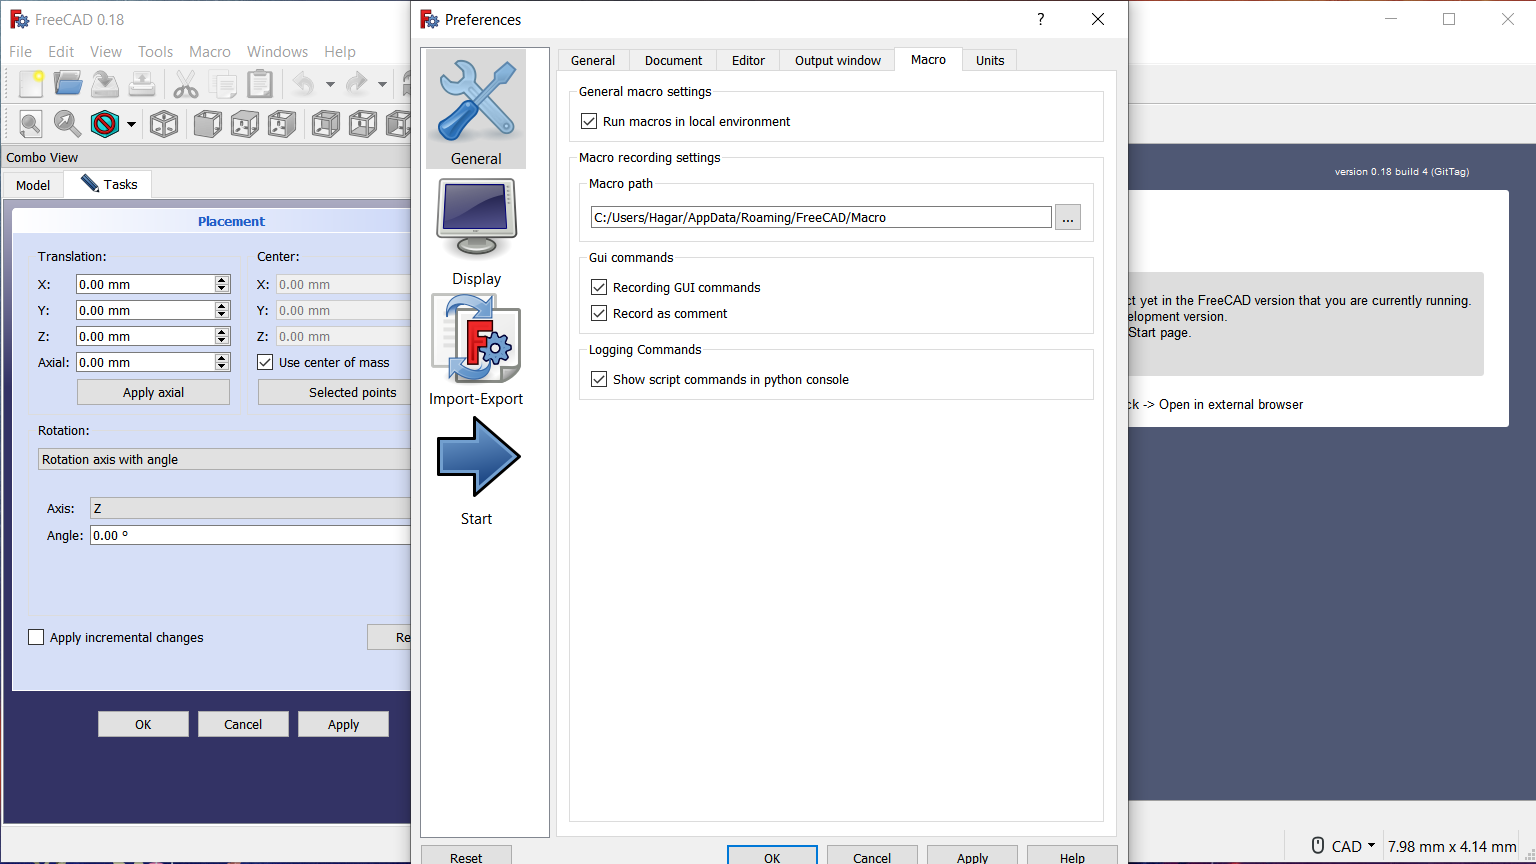 FreeCAD 0.18
File Edit View Tools Macro Windows Help
Combo View
Model Tasks
Placement
Translation:
X: 0.00 mm
Y: 0.00 mm
Z: 0.00 mm
Axial: 0.00 mm
Apply axial
Center:
X: 0.00 mm
Y: 0.00 mm
Z: 0.00 mm
Use center of mass
Selected points
Rotation:
Rotation axis with angle
Axis: Z
Angle: 0.00 °
Apply incremental changes
Re
OK Cancel Apply
Preferences
?
General
Display
Import-Export
Start
General Document Editor Output window Macro Units
General macro settings
Run macros in local environment
Macro recording settings
Macro path
C:/Users/Hagar/AppData/Roaming/FreeCAD/Macro ...
Gui commands
Recording GUI commands
Record as comment
Logging Commands
Show script commands in python console
Reset OK Cancel Apply Help
version 0.18 build 4 (GitTag)
ct yet in the FreeCAD version that you are currently running.
elopment version.
Start page.
ck -> Open in external browser
CAD 7.98 mm x 4.14 mm